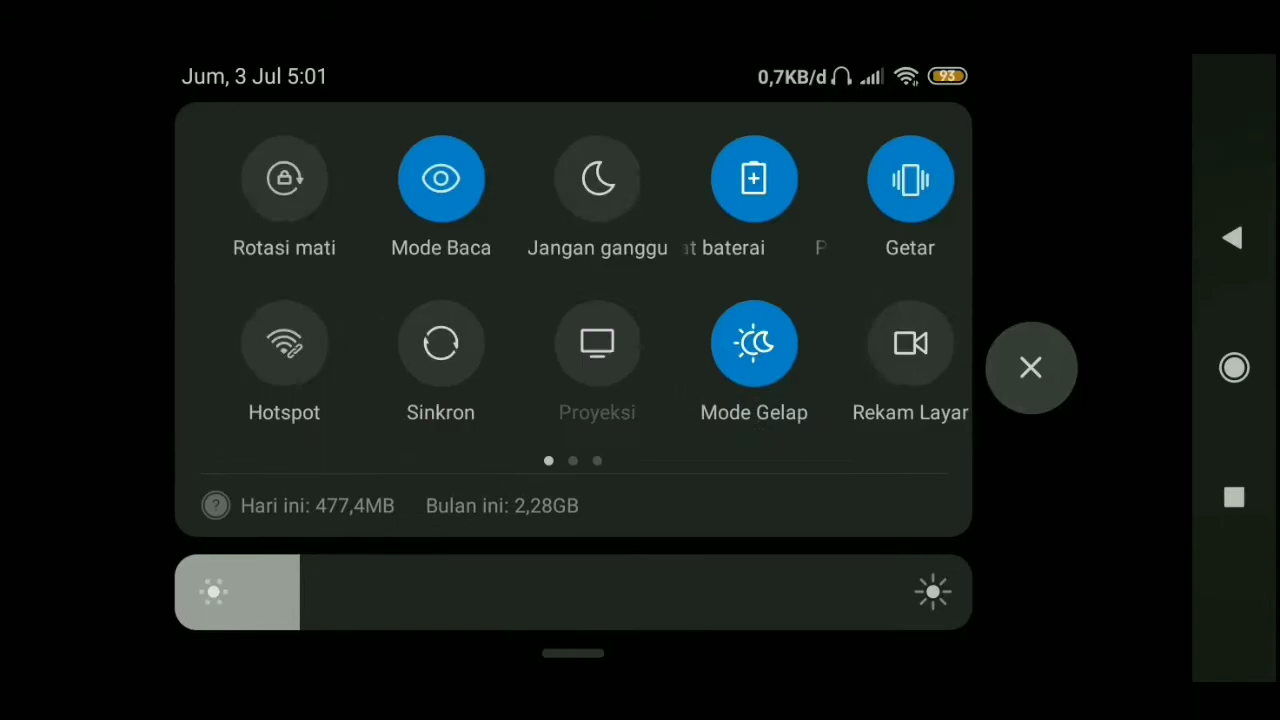 Jum, 3 Jul 5:01
0,7KB/d
93
Rotasi mati
Mode Baca
Jangan ganggu
at baterai
P
Getar
Hotspot
Sinkron
Proyeksi
Mode Gelap
Rekam Layar
? Hari ini: 477,4MB Bulan ini: 2,28GB